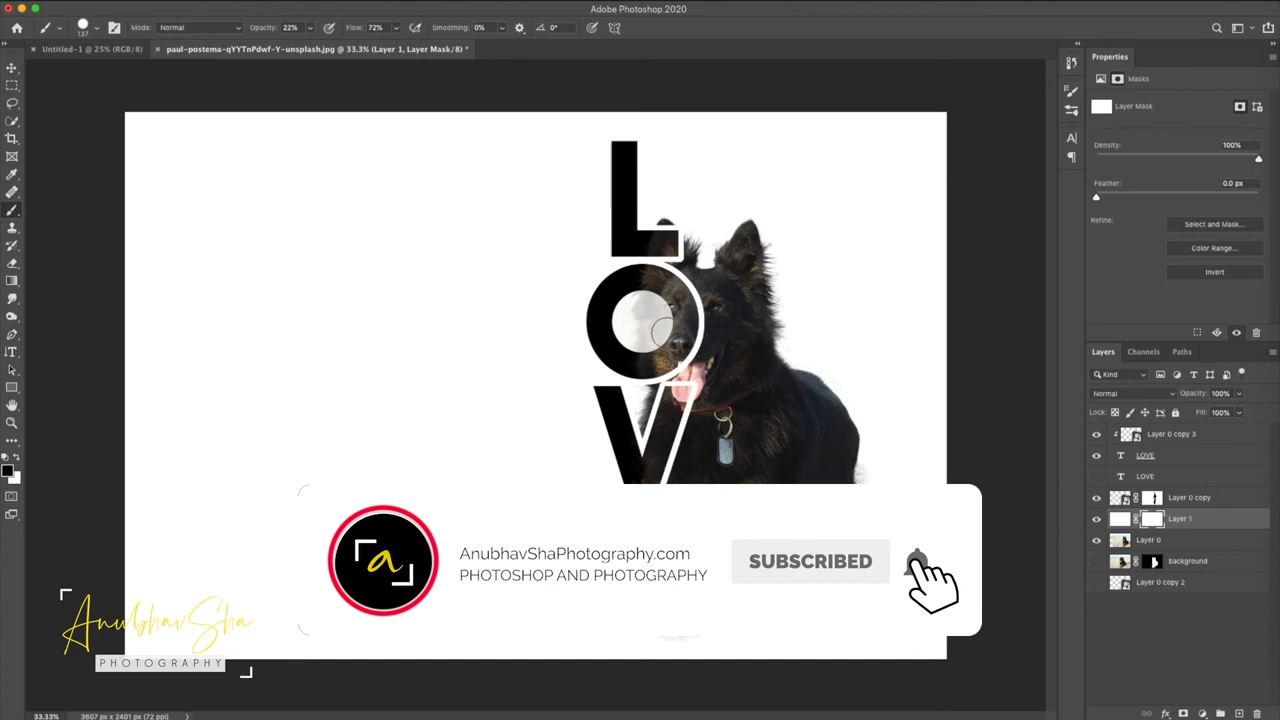 Adobe Photoshop 2020
137
Mode: Normal
Opacity: 22%
Flow: 72%
Smoothing: 0%
0°
Untitled-1 @ 25% (RGB/8)
paul-postema-qYYTnPdwf-Y-unsplash.jpg @ 33.3% (Layer 1, Layer Mask/8) *
Properties
Masks
Layer Mask
Density: 100%
Feather: 0.0 px
Refine:
Select and Mask...
Color Range...
Invert
L
O
V
Layers Channels Paths
Kind
Normal
Opacity: 100%
Lock:
Fill: 100%
Layer 0 copy 3
T LOVE
T LOVE
Layer 0 copy
Layer 1
Layer 0
background
Layer 0 copy 2
a
AnubhavShaPhotography.com
PHOTOSHOP AND PHOTOGRAPHY
SUBSCRIBED
AnubhavSha
PHOTOGRAPHY
33.33%
3607 px x 2401 px (72 ppi)